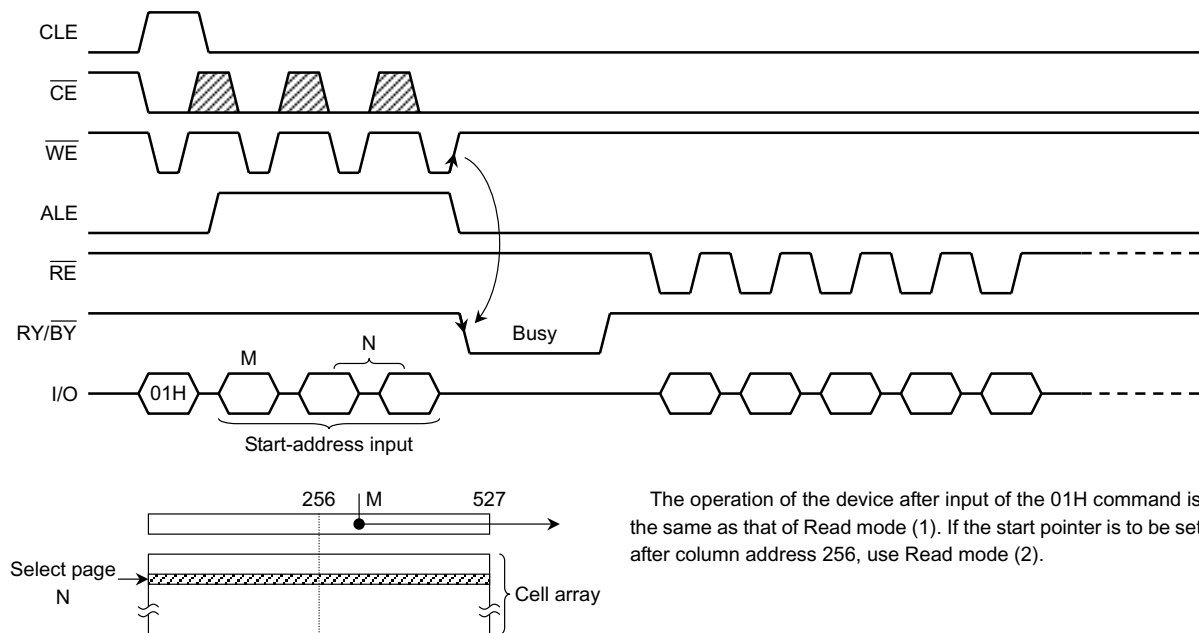 CLE
CE
WE
ALE
RE
RY/BY
Busy
M
N
I/O
01H
Start-address input
256
M
527
Select page
N
Cell array
The operation of the device after input of the 01H command is
the same as that of Read mode (1). If the start pointer is to be set
after column address 256, use Read mode (2).